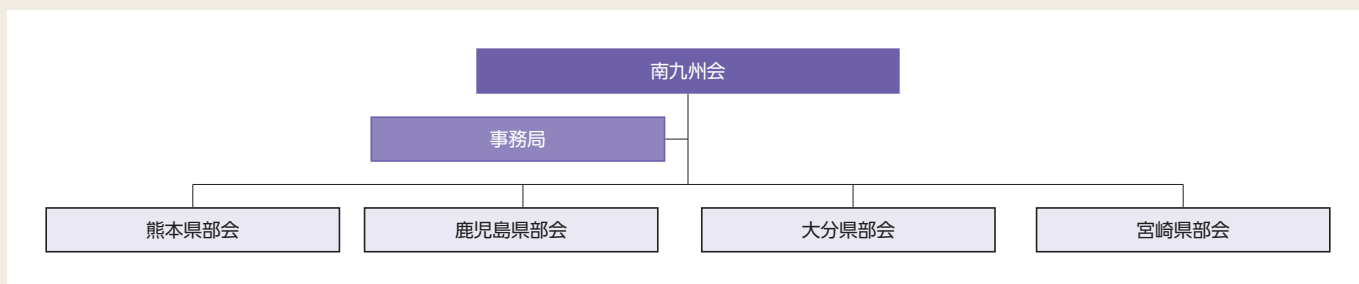 南九州会
事務局
熊本県部会
鹿児島県部会
大分県部会
宮崎県部会